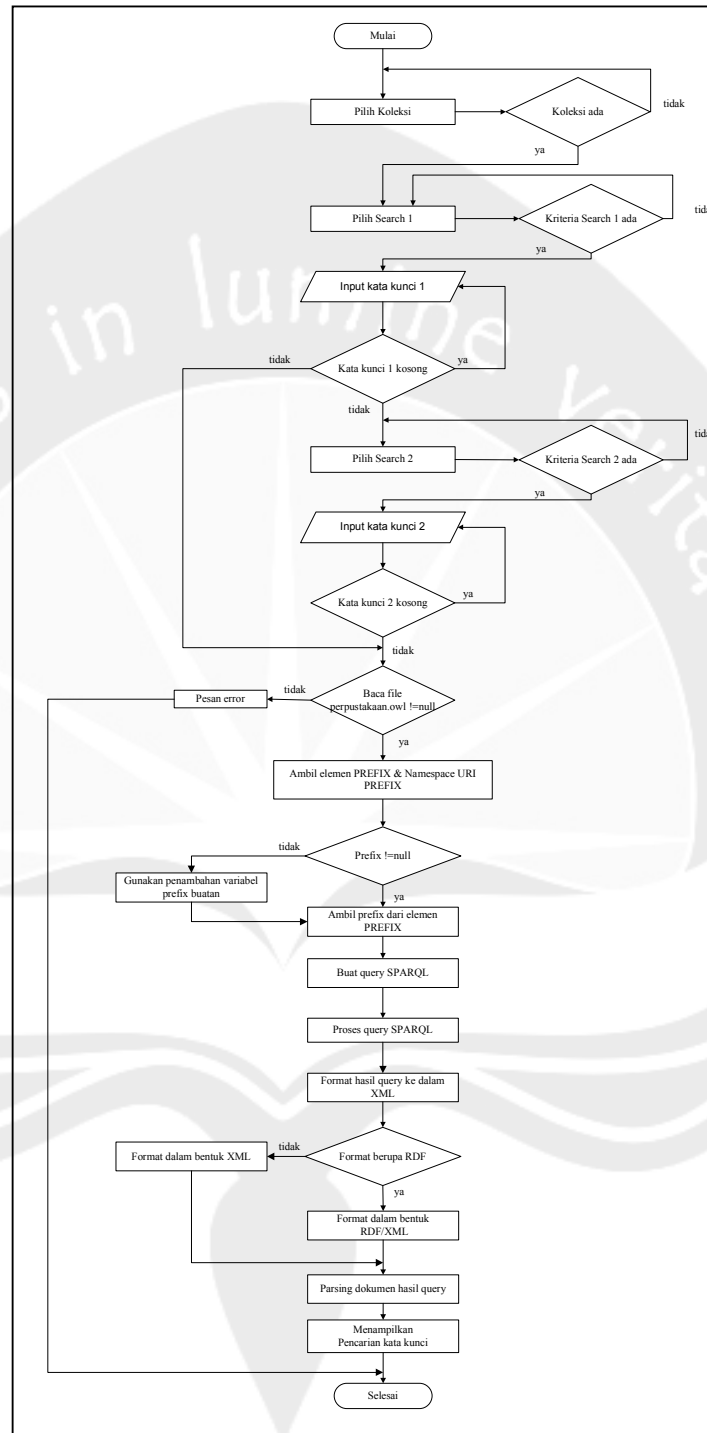 Mulai
Pilih Koleksi
Koleksi ada
tidak
ya
Pilih Search 1
Kriteria Search 1 ada
ya
Input kata kunci 1
in lumine veritas
tidak
Kata kunci 1 kosong
ya
tidak
Pilih Search 2
Kriteria Search 2 ada
ya
Input kata kunci 2
Kata kunci 2 kosong
ya
tidak
Baca file
perpustakaan.owl !=null
tidak
Pesan error
ya
Ambil elemen PREFIX & Namespace URI
PREFIX
Prefix !=null
tidak
Gunakan penambahan variabel
prefix buatan
ya
Ambil prefix dari elemen
PREFIX
Buat query SPARQL
Proses query SPARQL
Format hasil query ke dalam
XML
Format berupa RDF
tidak
Format dalam bentuk XML
ya
Format dalam bentuk
RDF/XML
Parsing dokumen hasil query
Menampilkan
Pencarian kata kunci
Selesai